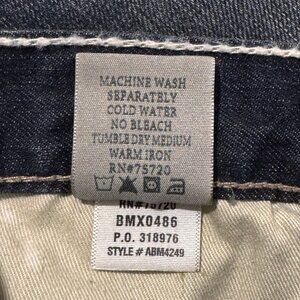 MACHINE WASH
SEPARATELY
COLD WATER
NO BLEACH
TUMBLE DRY MEDIUM
WARM IRON
RN#75720
RN#75720
BMX0486
P.O. 318976
STYLE # ABM4249